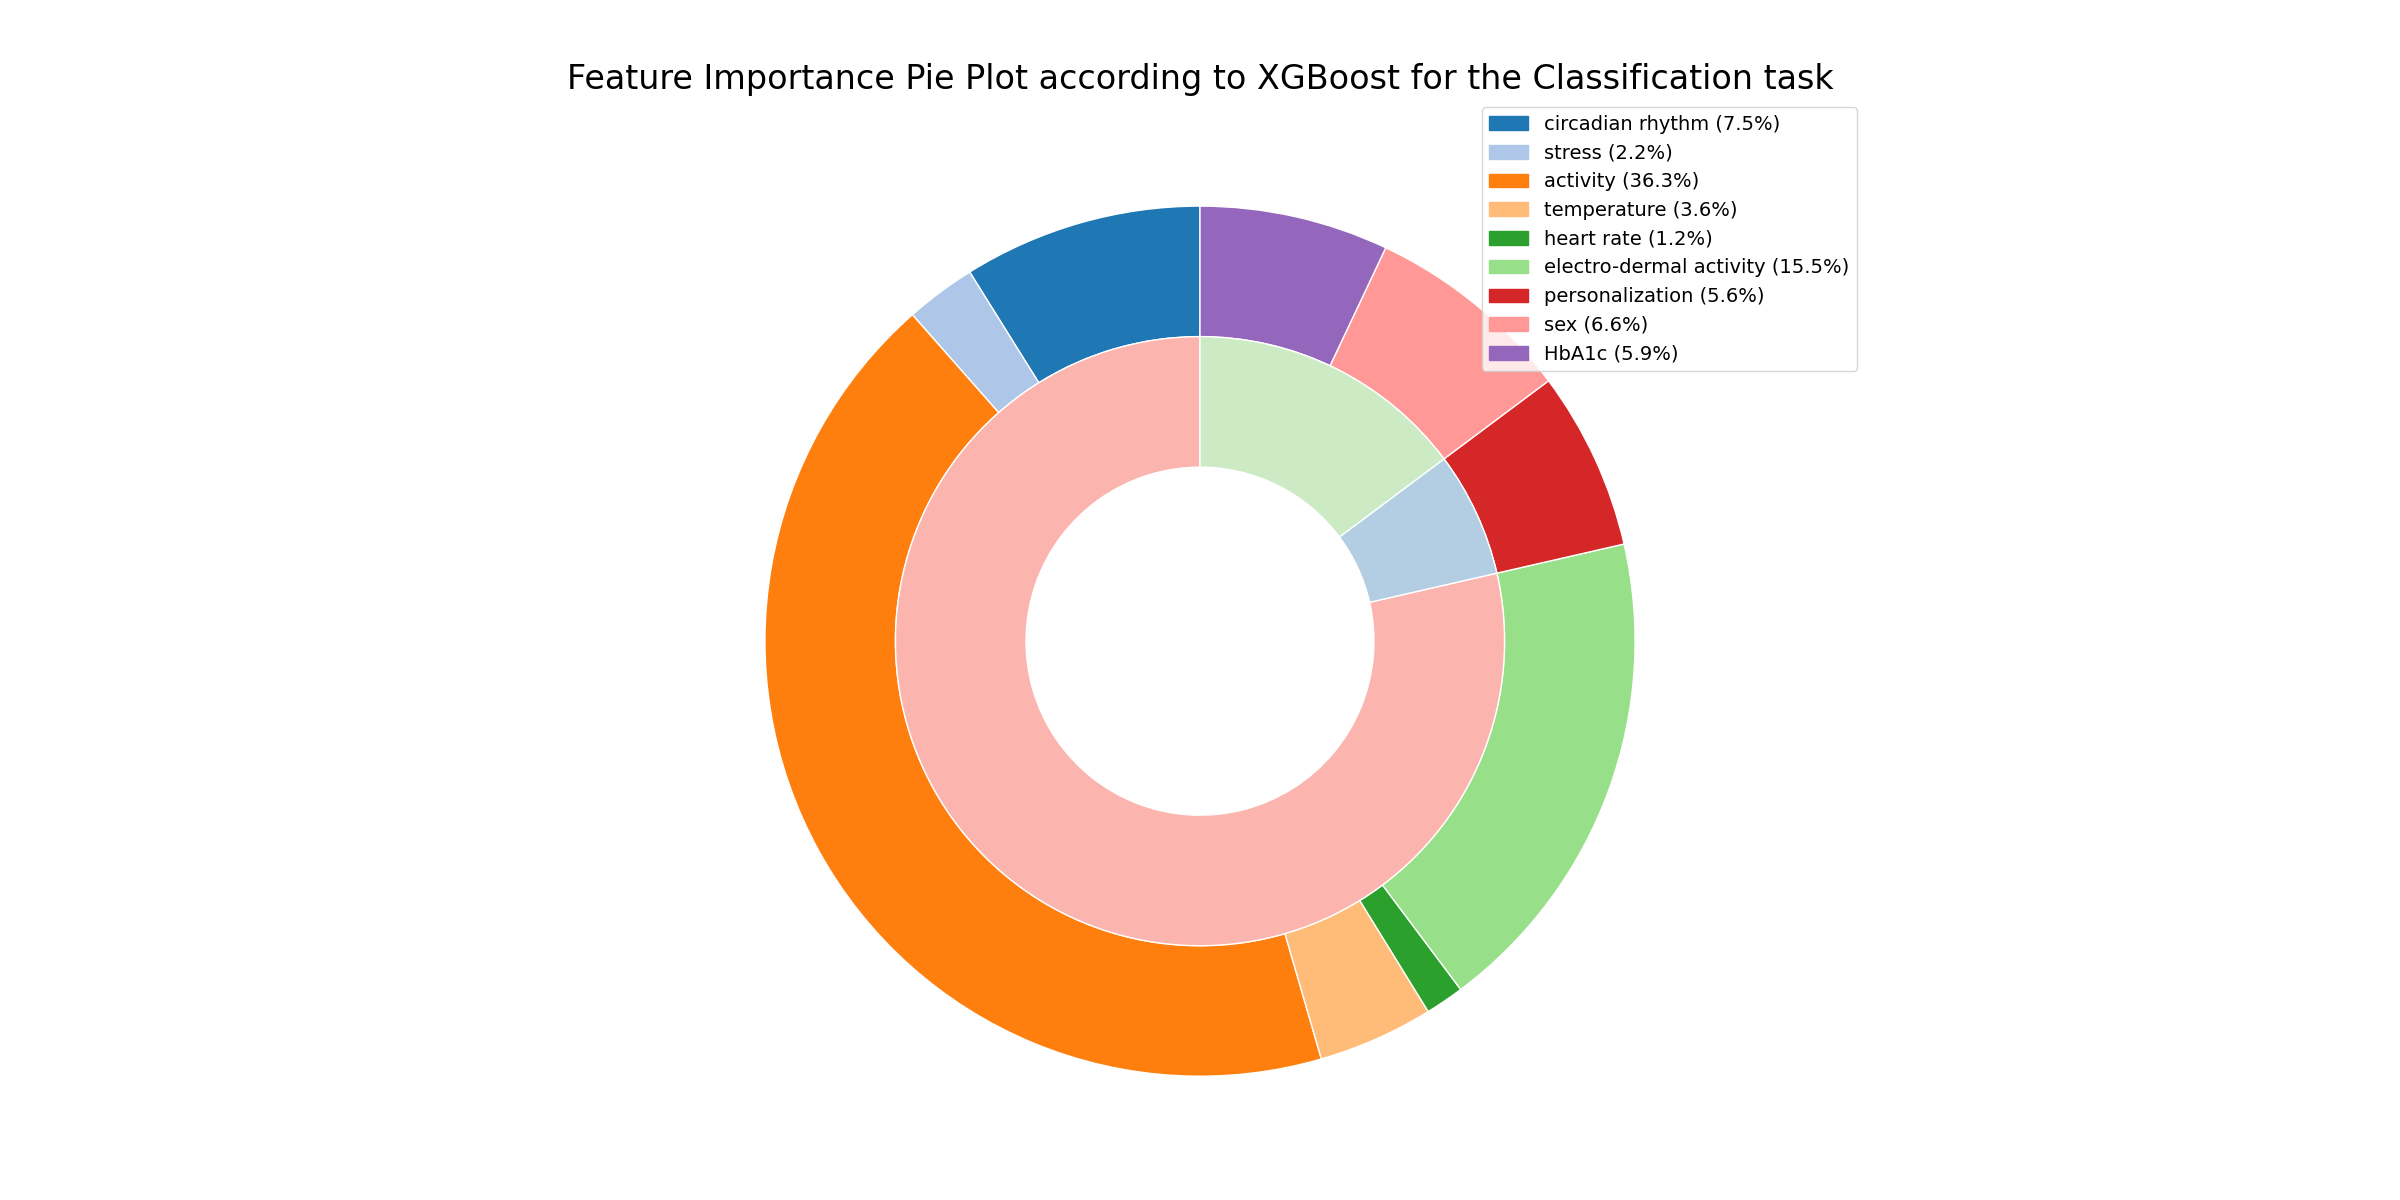 Feature Importance Pie Plot according to XGBoost for the Classification task
circadian rhythm (7.5%)
stress (2.2%)
activity (36.3%)
temperature (3.6%)
heart rate (1.2%)
electro-dermal activity (15.5%)
personalization (5.6%)
sex (6.6%)
HbA1c (5.9%)